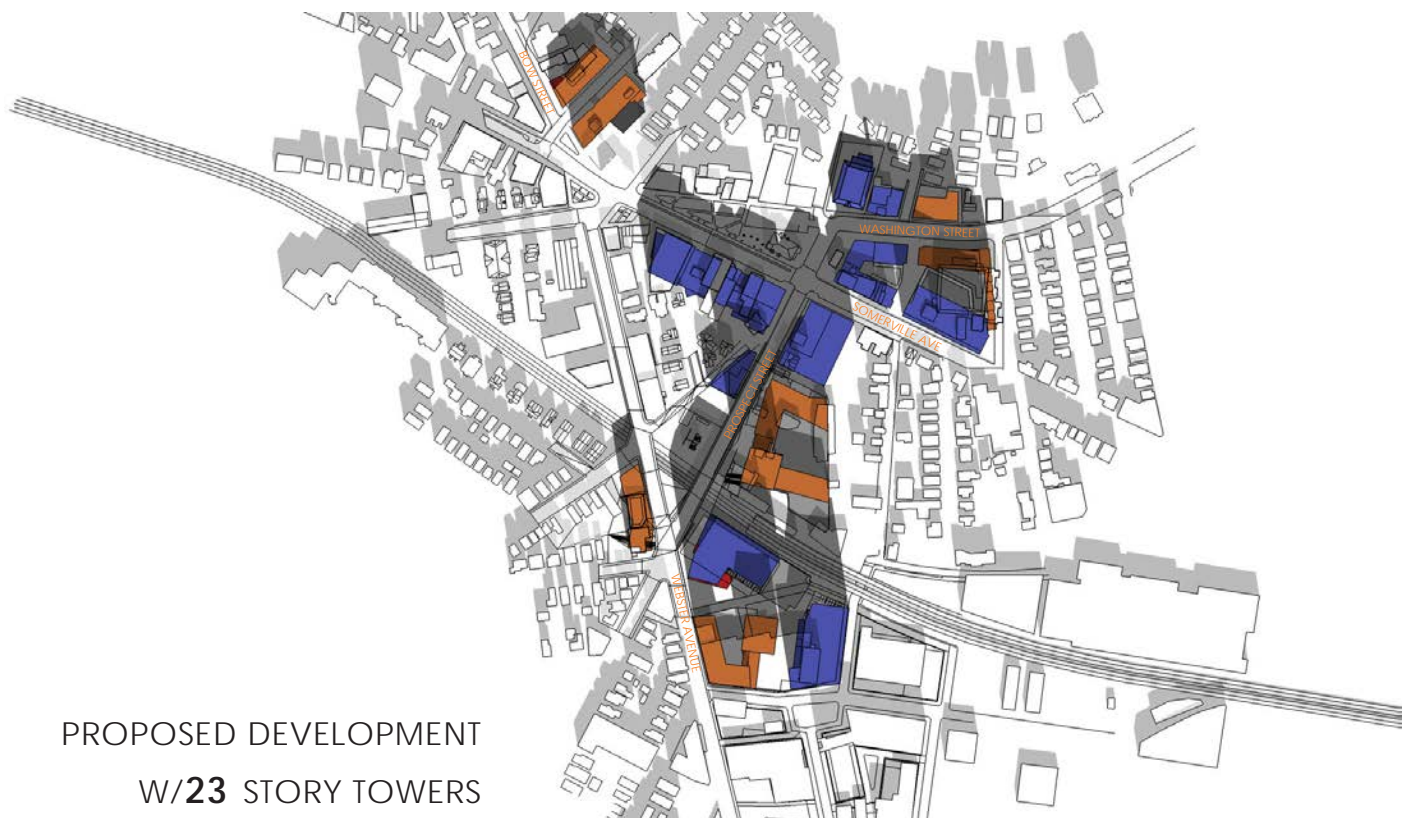 BOW STREET
WASHINGTON STREET
SOMERVILLE AVE
PROSPECT STREET
WEBSTER AVENUE
PROPOSED DEVELOPMENT
W/23 STORY TOWERS